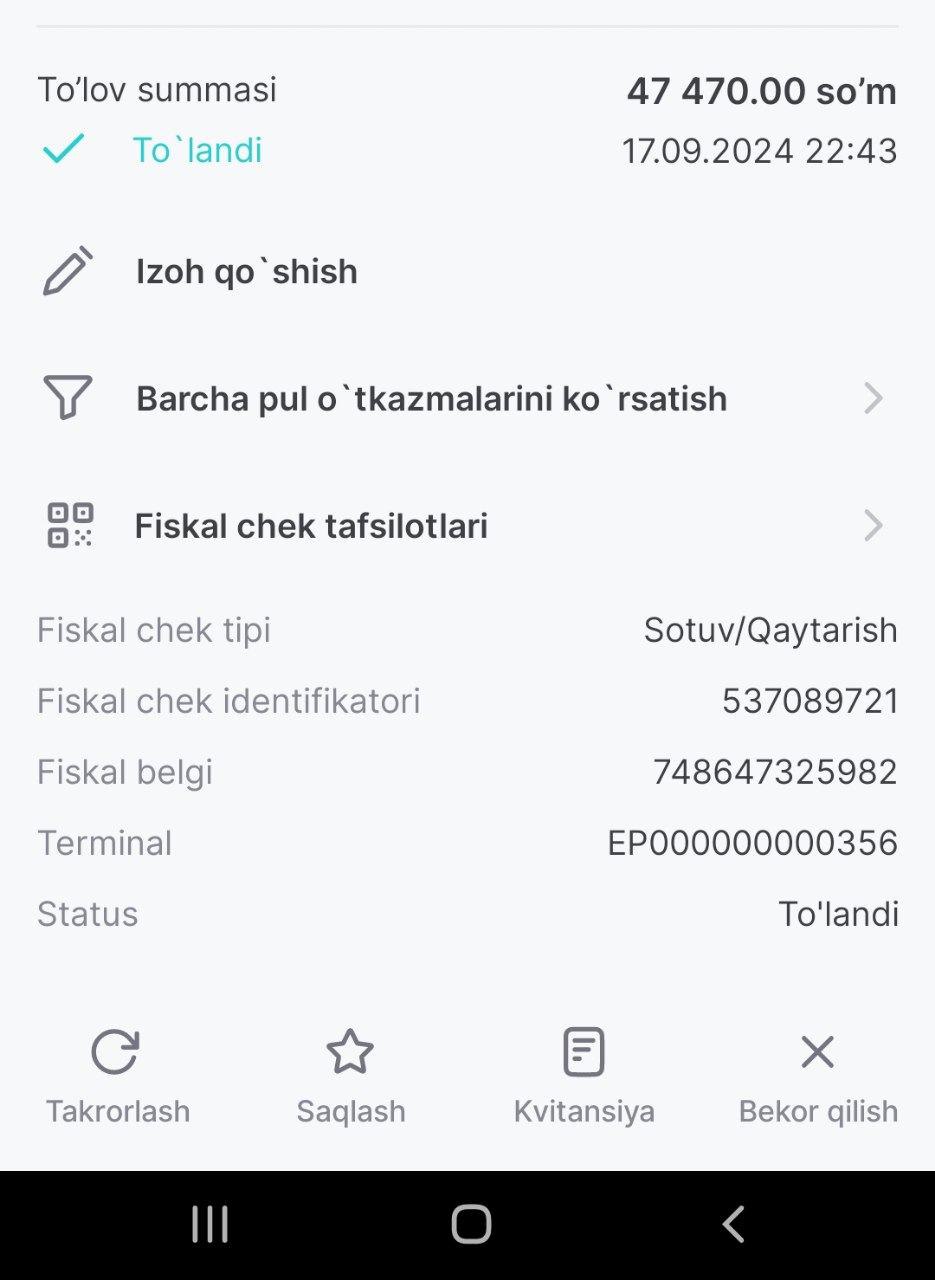 To’lov summasi 47 470.00 so’m
To`landi 17.09.2024 22:43
Izoh qo`shish
Barcha pul o`tkazmalarini ko`rsatish
Fiskal chek tafsilotlari
Fiskal chek tipi Sotuv/Qaytarish
Fiskal chek identifikatori 537089721
Fiskal belgi 748647325982
Terminal EP000000000356
Status To'landi
Takrorlash Saqlash Kvitansiya Bekor qilish